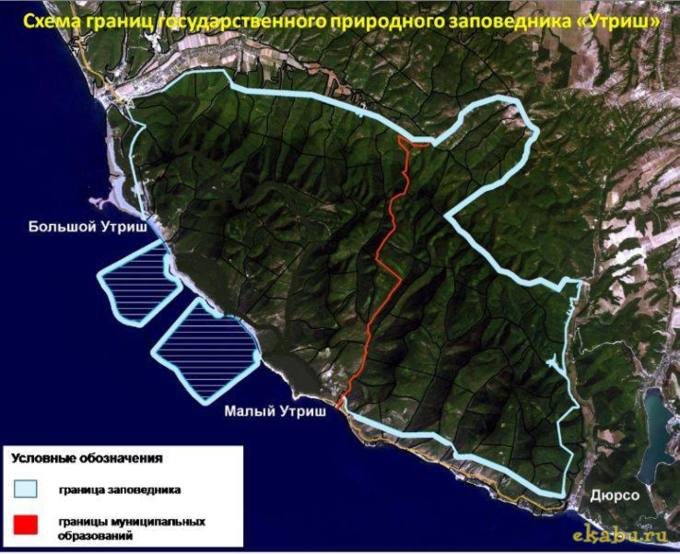 Схема границ государственного природного заповедника «Утриш»
Большой Утриш
Малый Утриш
Дюрсо
Условные обозначения
граница заповедника
границы муниципальных
образований
ekabu.ru